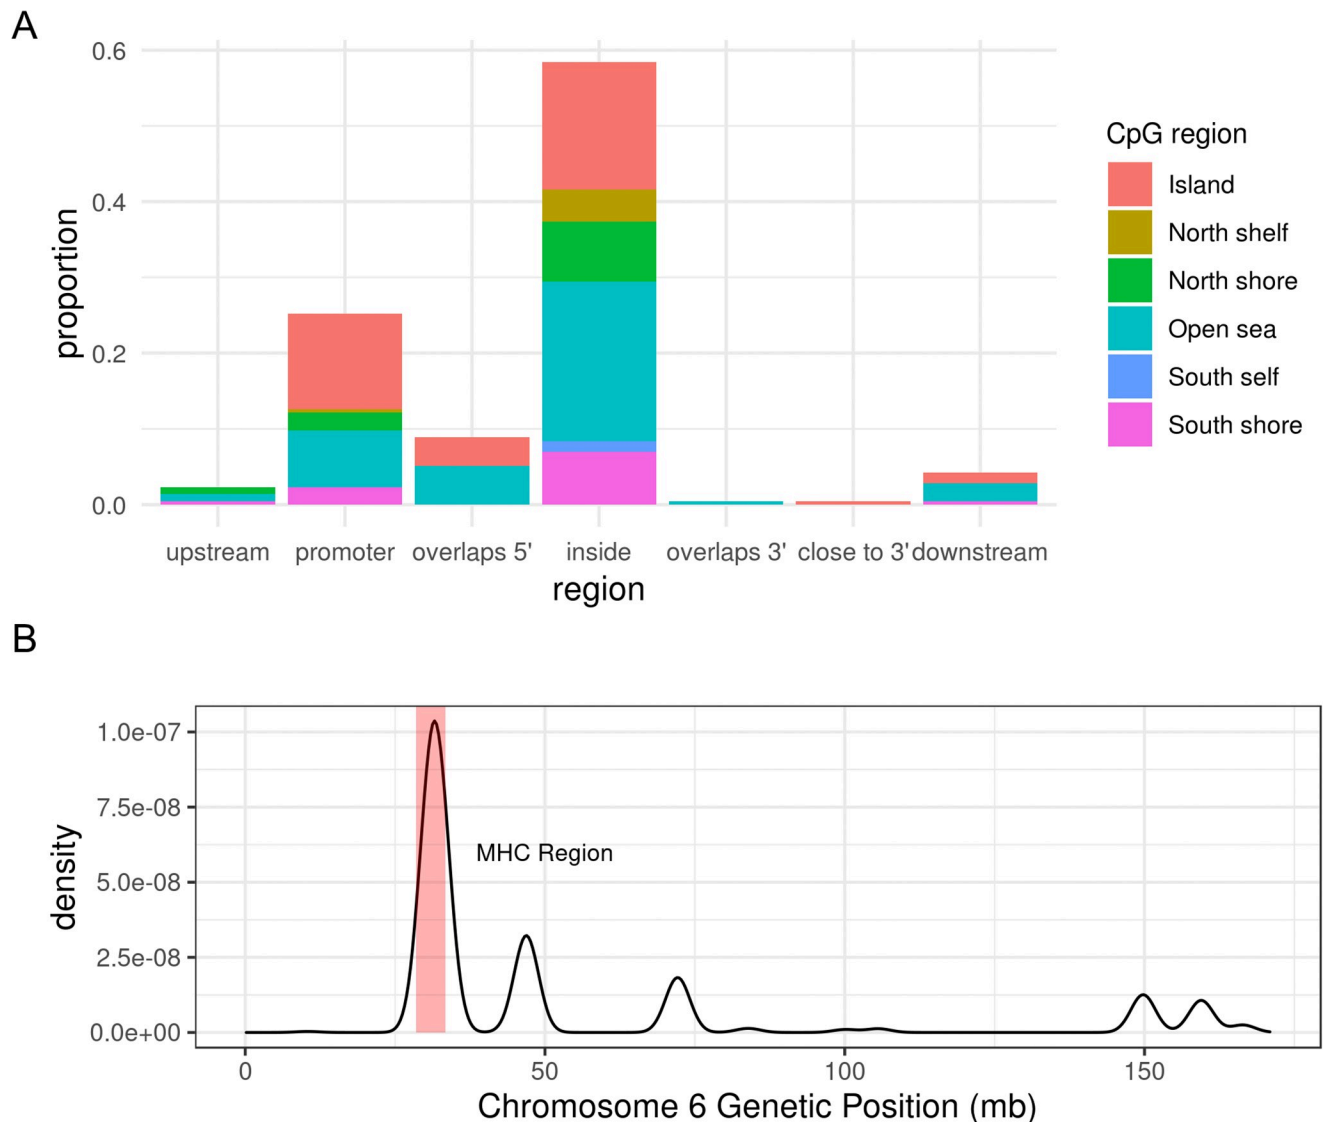 A
0.6
0.4
0.2
0.0
proportion
upstream promoter overlaps 5' inside overlaps 3' close to 3' downstream
region
CpG region
Island
North shelf
North shore
Open sea
South self
South shore
B
1.0e-07
7.5e-08
5.0e-08
2.5e-08
0.0e+00
density
MHC Region
0 50 100 150
Chromosome 6 Genetic Position (mb)